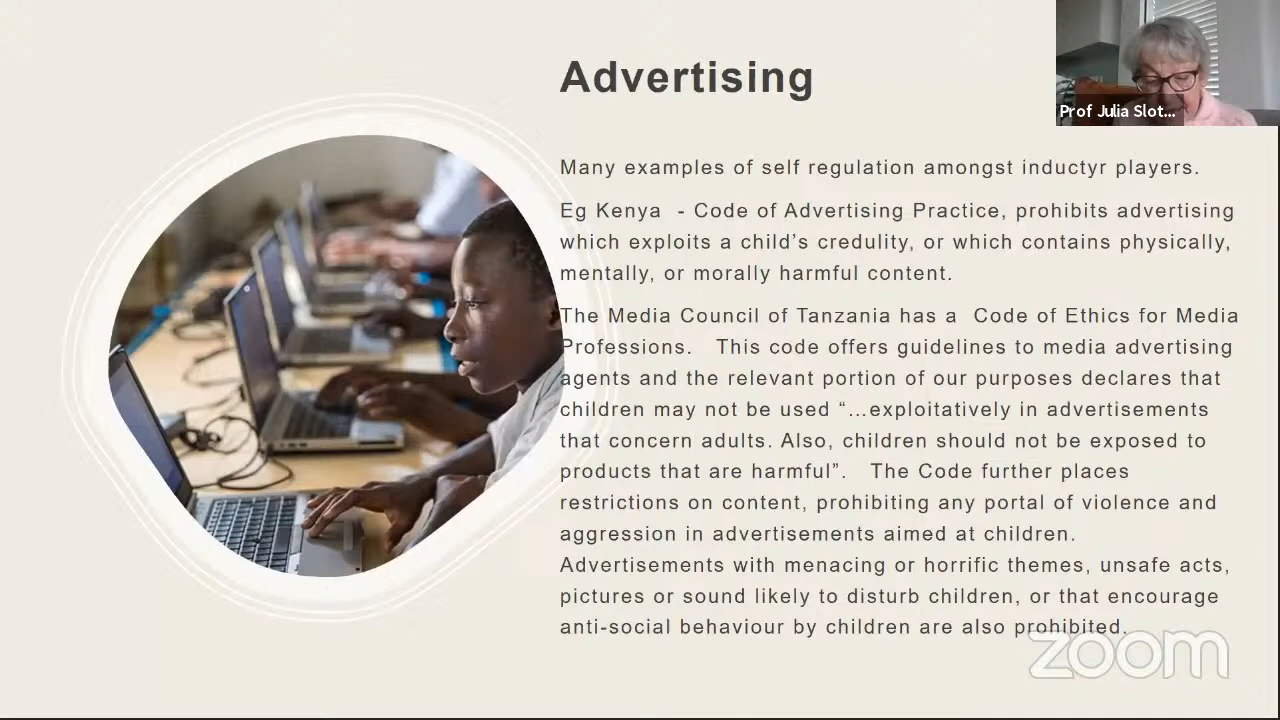 Advertising
Prof Julia Slot...
Many examples of self regulation amongst inductyr players.
Eg Kenya  - Code of Advertising Practice, prohibits advertising
which exploits a child’s credulity, or which contains physically,
mentally, or morally harmful content.
The Media Council of Tanzania has a  Code of Ethics for Media
Professions.   This code offers guidelines to media advertising
agents and the relevant portion of our purposes declares that
children may not be used “…exploitatively in advertisements
that concern adults. Also, children should not be exposed to
products that are harmful”.   The Code further places
restrictions on content, prohibiting any portal of violence and
aggression in advertisements aimed at children.
Advertisements with menacing or horrific themes, unsafe acts,
pictures or sound likely to disturb children, or that encourage
anti-social behaviour by children are also prohibited.
zoom